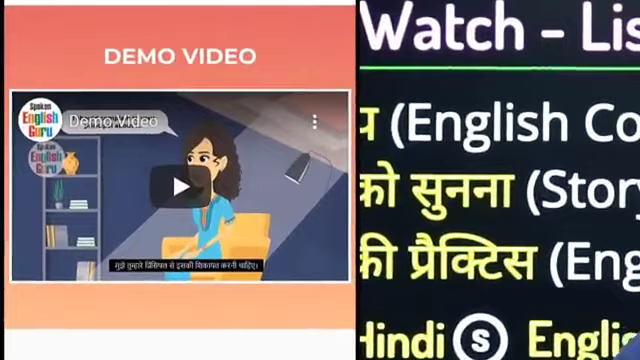 DEMO VIDEO
Spoken
English
Guru
Demo Video
Spoken
English
Guru
मुझे तुम्हारे प्रिंसिपल से इसकी शिकायत करनी चाहिए।
Watch - Lis
(English Co
को सुनना (Stor
की प्रैक्टिस (Eng
Hindi S Englis